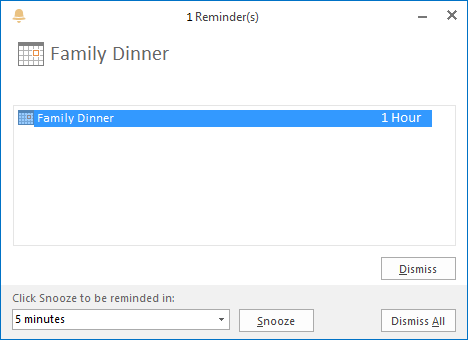 1 Reminder(s)
Family Dinner
Family Dinner 1 Hour
Dismiss
Click Snooze to be reminded in:
5 minutes Snooze Dismiss All